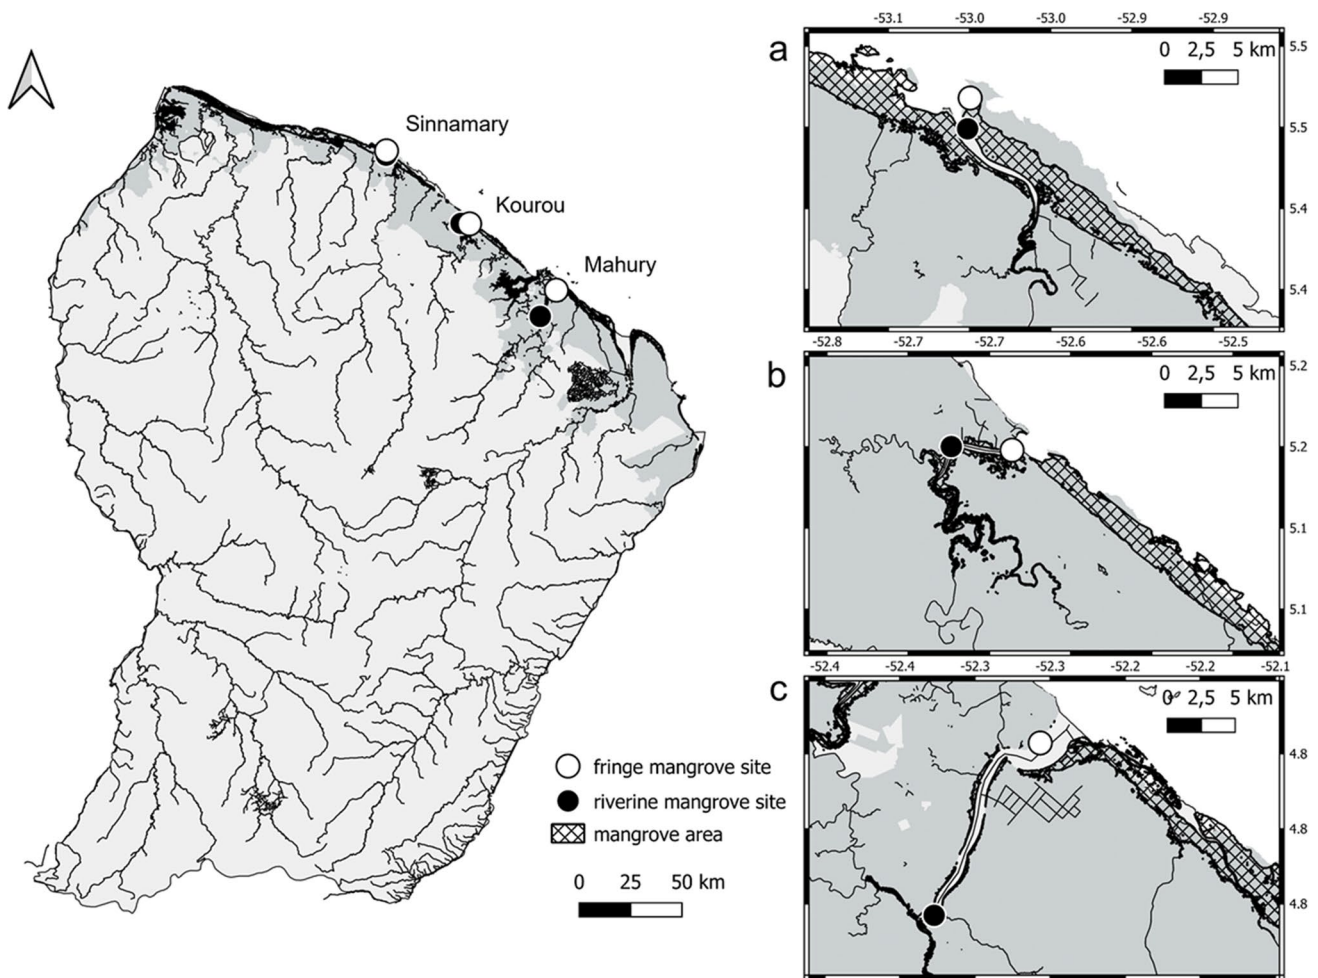 Sinnamary
Kourou
Mahury
fringe mangrove site
riverine mangrove site
mangrove area
0 25 50 km
a
-53.1 -53.0 -53.0 -52.9 -52.9
0 2,5 5 km
5.5
5.5
5.4
5.4
b
-52.8 -52.7 -52.7 -52.6 -52.6 -52.5
0 2,5 5 km
5.2
5.2
5.1
5.1
c
-52.4 -52.4 -52.3 -52.3 -52.2 -52.2 -52.1
0 2,5 5 km
4.8
4.8
4.8